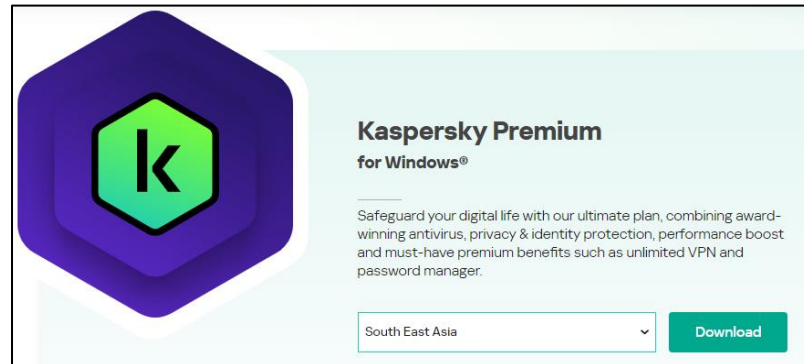 k
Kaspersky Premium
for Windows®
Safeguard your digital life with our ultimate plan, combining award-
winning antivirus, privacy & identity protection, performance boost
and must-have premium benefits such as unlimited VPN and
password manager.
South East Asia
Download